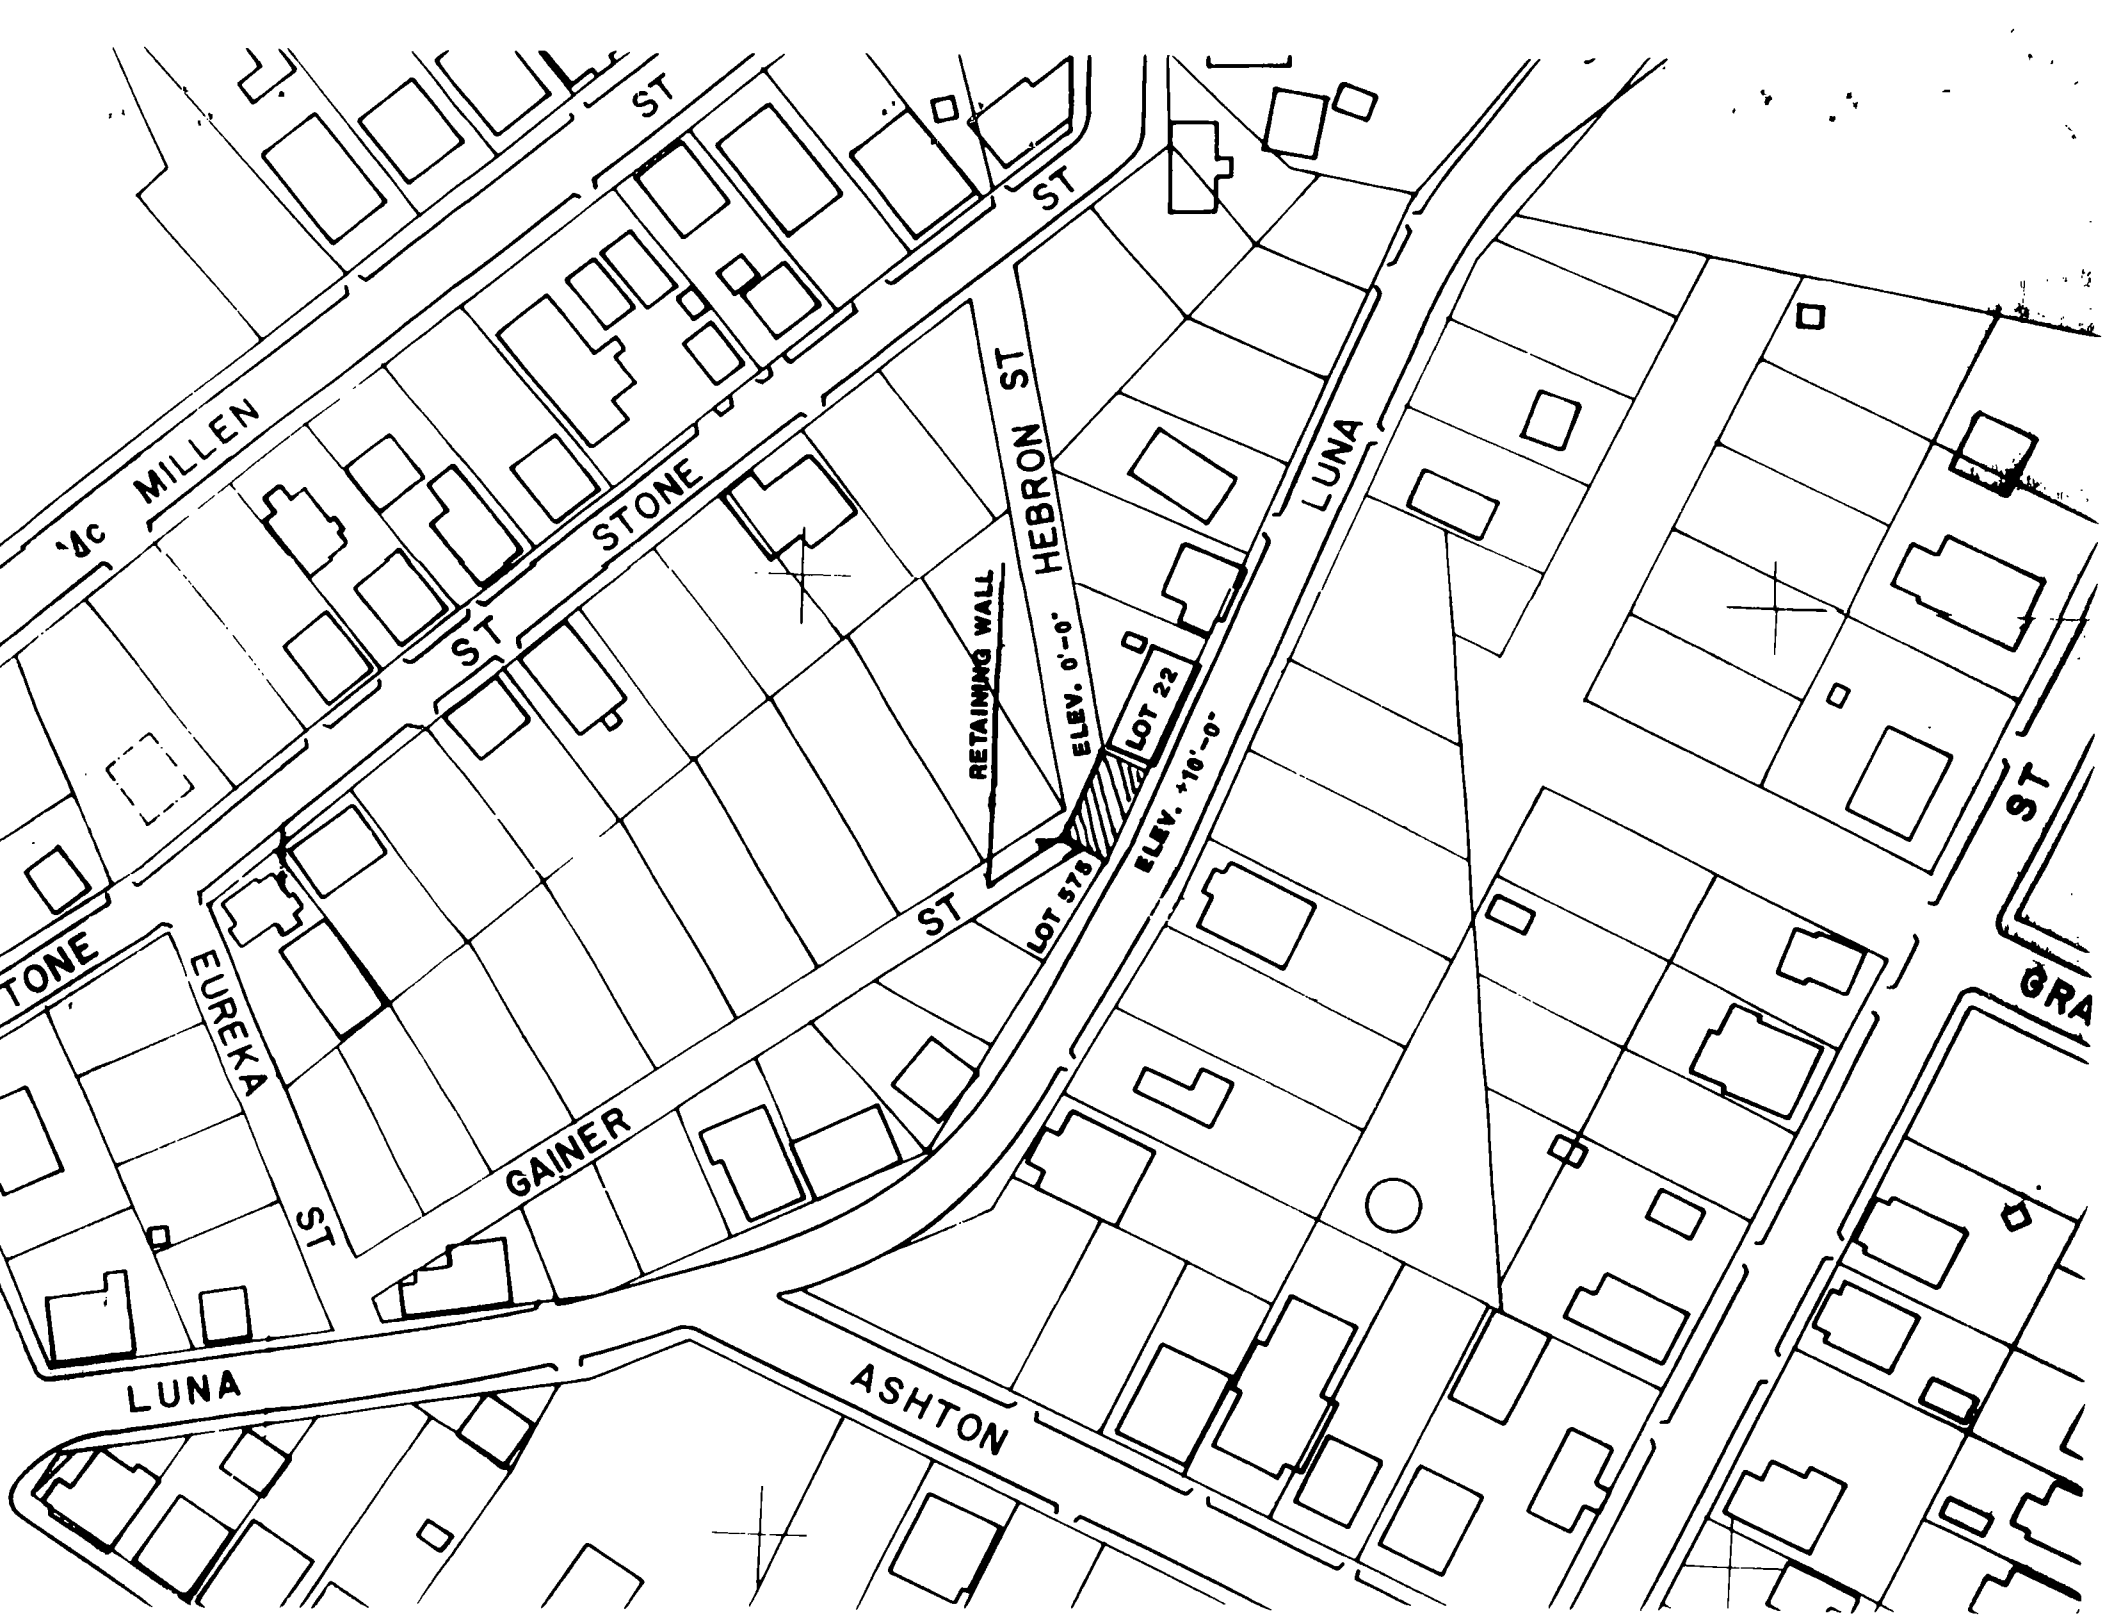 ST
ST
Mc MILLEN
HEBRON ST
LUNA
STONE
ST
RETAINING WALL
ELEV. 0'-0"
LOT 22
ELEV. +10'-0"
ST
LOT 575
ST
TONE
EUREKA
GRA
GAINER
ST
LUNA
ASHTON